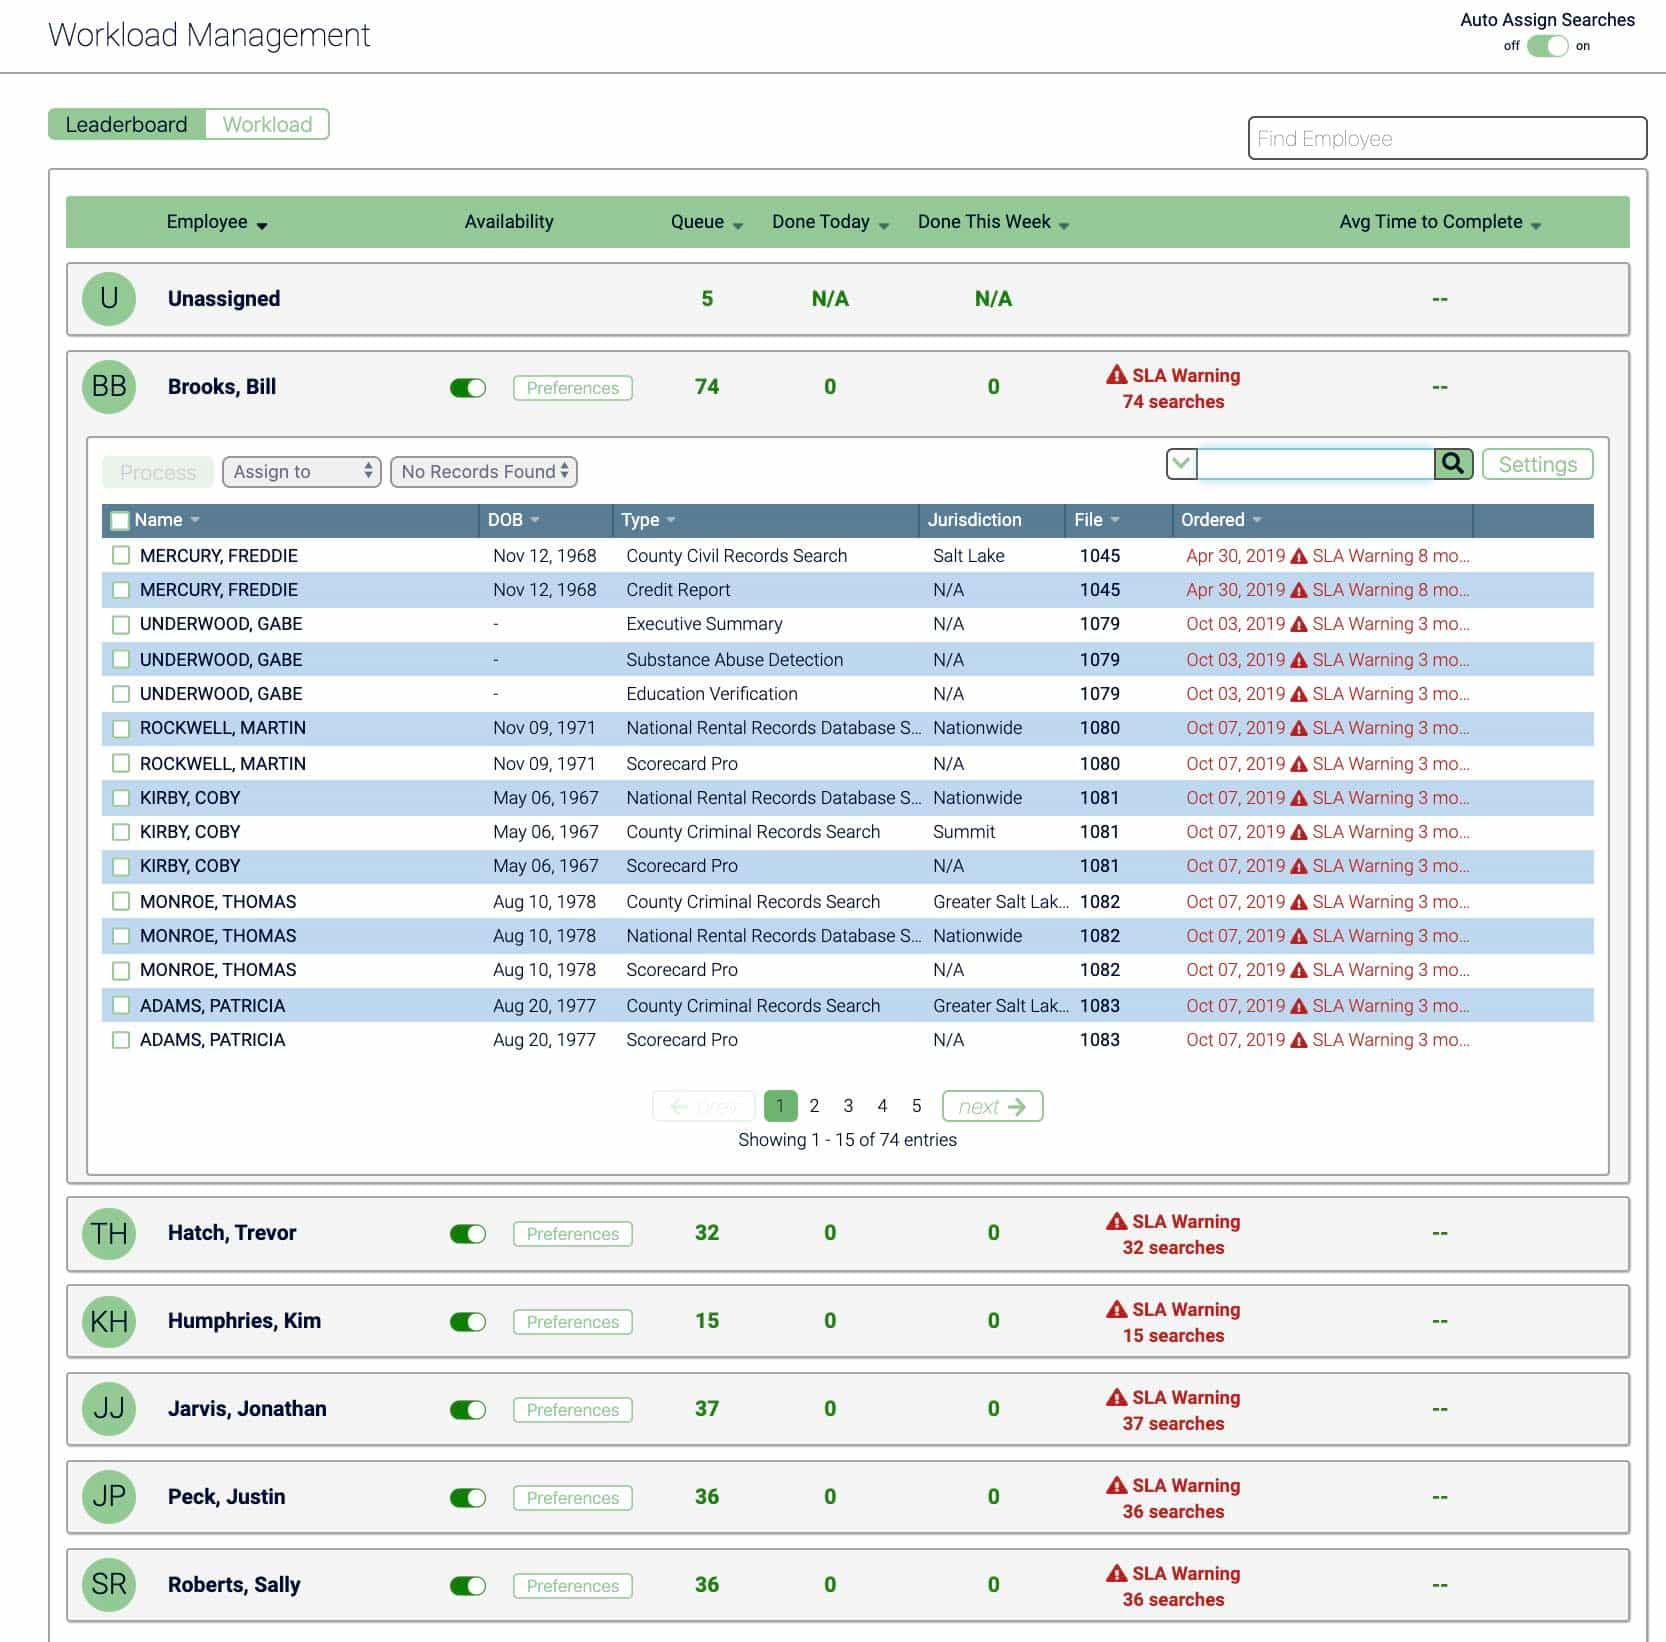 Workload Management
Auto Assign Searches
off on
Leaderboard Workload
Find Employee
Employee Availability Queue Done Today Done This Week Avg Time to Complete
U Unassigned 5 N/A N/A --
BB Brooks, Bill Preferences 74 0 0 SLA Warning 74 searches --
Process Assign to No Records Found Settings
Name DOB Type Jurisdiction File Ordered
MERCURY, FREDDIE Nov 12, 1968 County Civil Records Search Salt Lake 1045 Apr 30, 2019 SLA Warning 8 mo...
MERCURY, FREDDIE Nov 12, 1968 Credit Report N/A 1045 Apr 30, 2019 SLA Warning 8 mo...
UNDERWOOD, GABE - Executive Summary N/A 1079 Oct 03, 2019 SLA Warning 3 mo...
UNDERWOOD, GABE - Substance Abuse Detection N/A 1079 Oct 03, 2019 SLA Warning 3 mo...
UNDERWOOD, GABE - Education Verification N/A 1079 Oct 03, 2019 SLA Warning 3 mo...
ROCKWELL, MARTIN Nov 09, 1971 National Rental Records Database S... Nationwide 1080 Oct 07, 2019 SLA Warning 3 mo...
ROCKWELL, MARTIN Nov 09, 1971 Scorecard Pro N/A 1080 Oct 07, 2019 SLA Warning 3 mo...
KIRBY, COBY May 06, 1967 National Rental Records Database S... Nationwide 1081 Oct 07, 2019 SLA Warning 3 mo...
KIRBY, COBY May 06, 1967 County Criminal Records Search Summit 1081 Oct 07, 2019 SLA Warning 3 mo...
KIRBY, COBY May 06, 1967 Scorecard Pro N/A 1081 Oct 07, 2019 SLA Warning 3 mo...
MONROE, THOMAS Aug 10, 1978 County Criminal Records Search Greater Salt Lak... 1082 Oct 07, 2019 SLA Warning 3 mo...
MONROE, THOMAS Aug 10, 1978 National Rental Records Database S... Nationwide 1082 Oct 07, 2019 SLA Warning 3 mo...
MONROE, THOMAS Aug 10, 1978 Scorecard Pro N/A 1082 Oct 07, 2019 SLA Warning 3 mo...
ADAMS, PATRICIA Aug 20, 1977 County Criminal Records Search Greater Salt Lak... 1083 Oct 07, 2019 SLA Warning 3 mo...
ADAMS, PATRICIA Aug 20, 1977 Scorecard Pro N/A 1083 Oct 07, 2019 SLA Warning 3 mo...
prev 1 2 3 4 5 next
Showing 1 - 15 of 74 entries
TH Hatch, Trevor Preferences 32 0 0 SLA Warning 32 searches --
KH Humphries, Kim Preferences 15 0 0 SLA Warning 15 searches --
JJ Jarvis, Jonathan Preferences 37 0 0 SLA Warning 37 searches --
JP Peck, Justin Preferences 36 0 0 SLA Warning 36 searches --
SR Roberts, Sally Preferences 36 0 0 SLA Warning 36 searches --